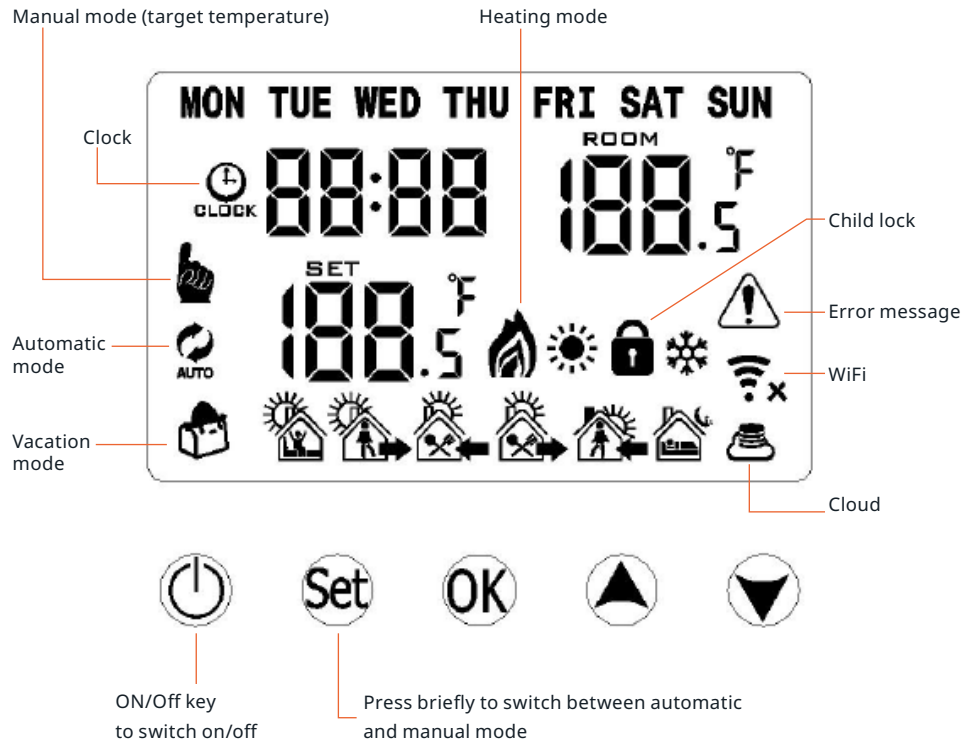 Manual mode (target temperature)
Heating mode
MON TUE WED THU FRI SAT SUN
Clock
CLOCK
88:88
ROOM
188.5
°F
Child lock
SET
188.5
°F
Error message
Automatic
mode
AUTO
WiFi
Vacation
mode
Cloud
Set
OK
ON/Off key
to switch on/off
Press briefly to switch between automatic
and manual mode